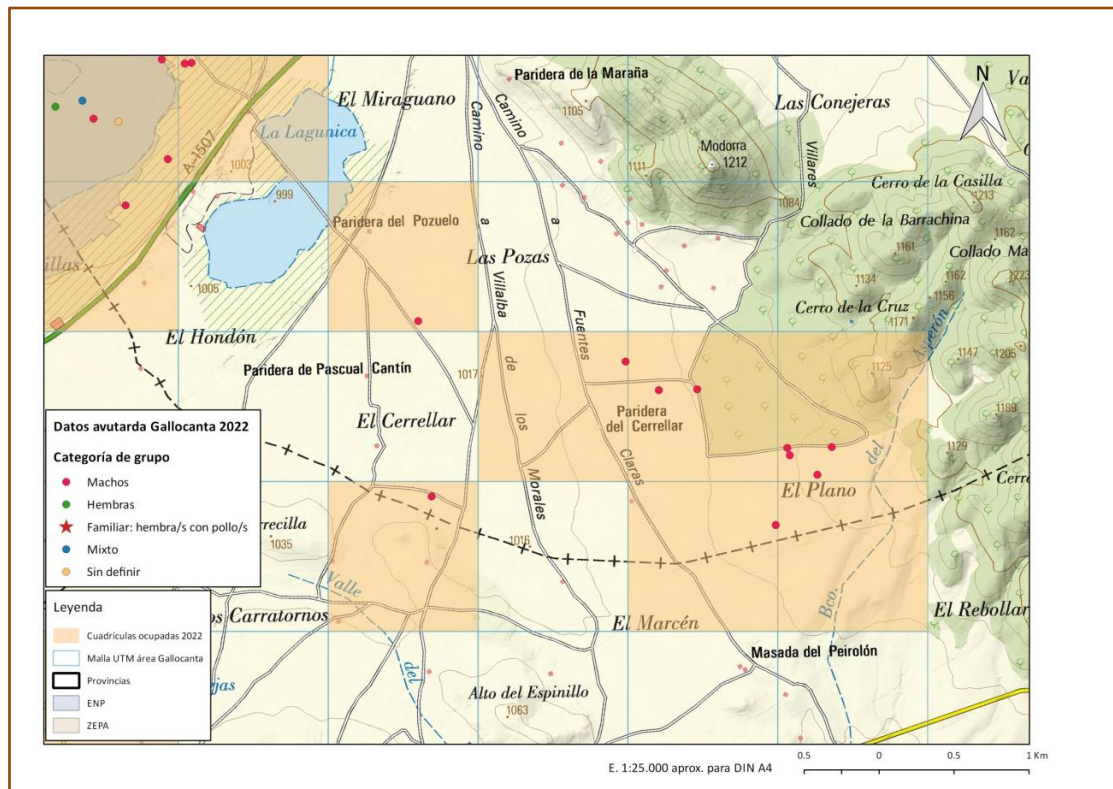 Paridera de la Maraña
El Miraguano
Camino
Camino
1105
Las Conejeras
N
La Lagunica
A-1507
1003
Modorra
1212
1111
Villares
Cerro de la Casilla
1213
999
1084
Paridera del Pozuelo
a
a
Collado de la Barrachina
1162
1161
Collado Ma
illas
1005
Las Pozas
Villalba
1134
1162
1223
1156
Cerro de la Cruz
1171
El Hondón
Fuentes
Asperón
1147
1205
Paridera de Pascual Cantín
1017
de
1125
El Cerrellar
los
Paridera
del Cerrellar
1189
Claras
del
1129
Morales
El Plano
Cerre
Datos avutarda Gallocanta 2022
Categoría de grupo
Machos
Hembras
Familiar: hembra/s con pollo/s
Mixto
Sin definir
recilla
1035
1016
Valle
os Carratornos
El Marcén
Bco.
El Rebollar
Masada del Peirolón
del
ajas
Alto del Espinillo
1063
Leyenda
Cuadrículas ocupadas 2022
Malla UTM área Gallocanta
Provincias
ENP
ZEPA
E. 1:25.000 aprox. para DIN A4
0.5 0 0.5 1 Km